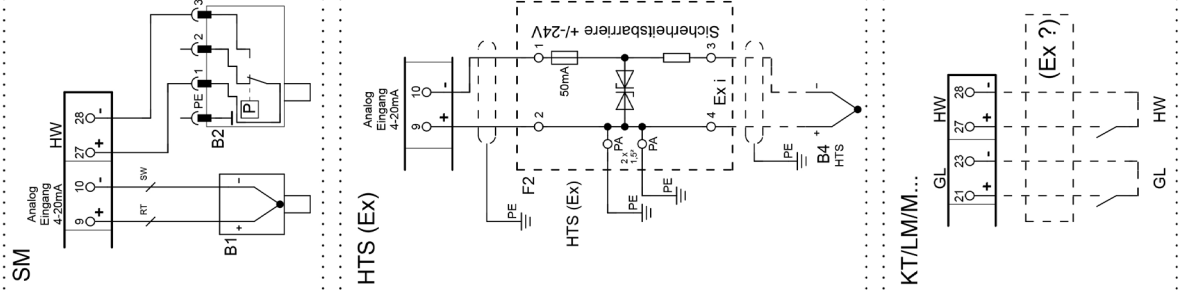 SM
Analog
Eingang
4-20mA
HW
9
+
10
-
27
+
28
-
RT
SW
B1
+
-
B2
PE
1
2
3
P
HTS (Ex)
Analog
Eingang
4-20mA
9
+
10
-
PE
F2
HTS (Ex)
Sicherheitsbarriere +/-24V
1
2
3
4
50mA
Ex i
PA
2 x
1,5²
PA
PE
PE
PE
B4
HTS
+
-
KT/LM/M...
GL
HW
21
+
23
-
27
+
28
-
(Ex ?)
GL
HW